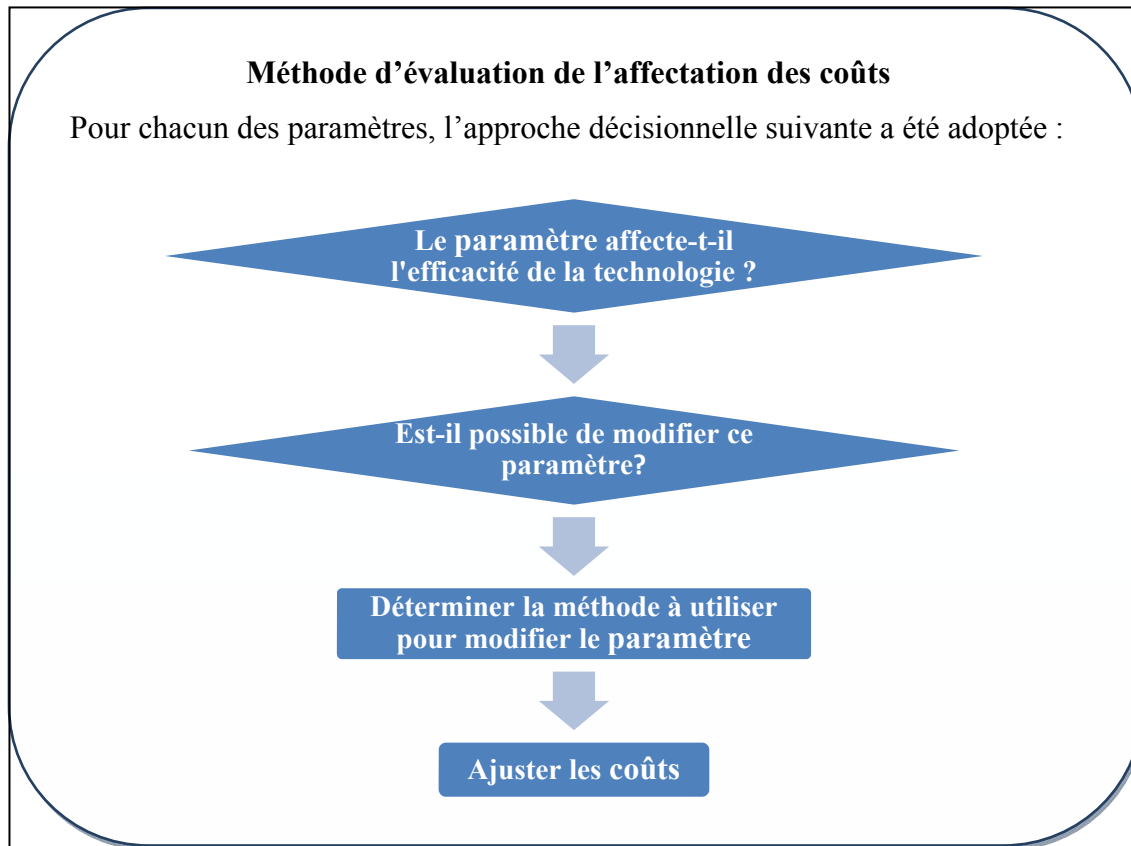 Méthode d’évaluation de l’affectation des coûts
Pour chacun des paramètres, l’approche décisionnelle suivante a été adoptée :
Le paramètre affecte-t-il
l'efficacité de la technologie ?
Est-il possible de modifier ce
paramètre?
Déterminer la méthode à utiliser
pour modifier le paramètre
Ajuster les coûts